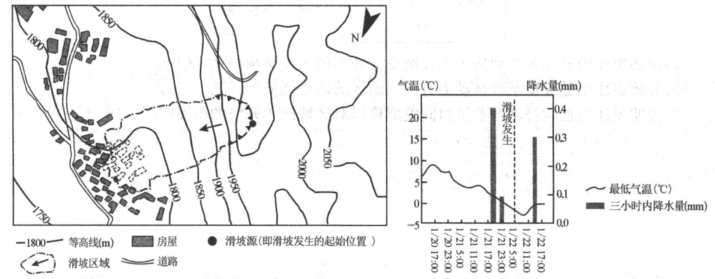 1850
1800
N
1800
1850
1900
1950
2000
2050
1750
—1800— 等高线(m)
房屋
滑坡源(即滑坡发生的起始位置)
滑坡区域
道路
气温(℃)
降水量(mm)
20
15
10
5
0
-5
0.4
0.3
0.2
0.1
0.0
滑坡发生
1/20 17:00
1/20 23:00
1/21 5:00
1/21 11:00
1/21 17:00
1/21 23:00
1/22 5:00
1/22 11:00
1/22 17:00
最低气温(℃)
三小时内降水量(mm)